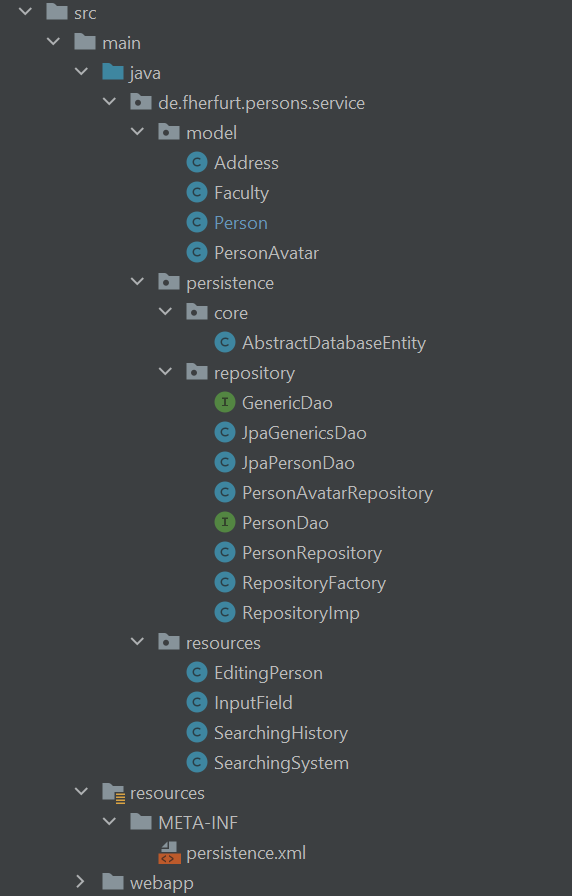 src
main
java
de.fherfurt.persons.service
model
C Address
C Faculty
C Person
C PersonAvatar
persistence
core
C AbstractDatabaseEntity
repository
I GenericDao
C JpaGenericsDao
C JpaPersonDao
C PersonAvatarRepository
I PersonDao
C PersonRepository
C RepositoryFactory
C RepositoryImp
resources
C EditingPerson
C InputField
C SearchingHistory
C SearchingSystem
resources
META-INF
persistence.xml
webapp